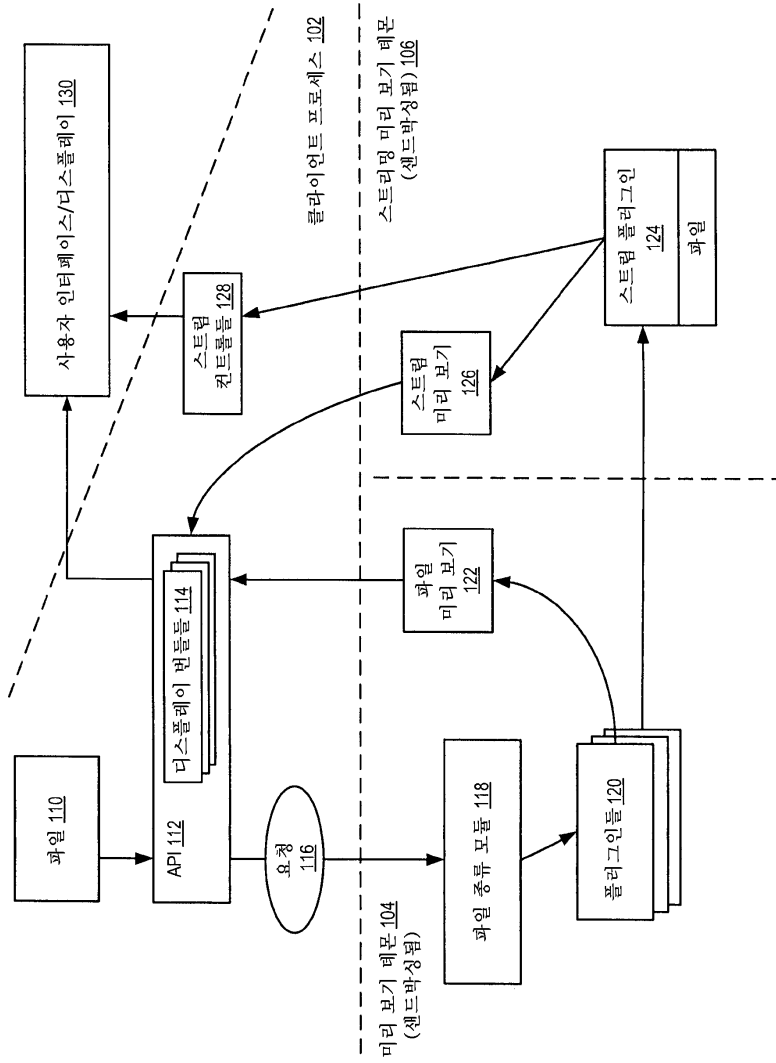 파일 110
API 112
디스플레이 번들들 114
사용자 인터페이스/디스플레이 130
요청
116
스트림
컨트롤들 128
클라이언트 프로세스 102
미리 보기 데몬 104
(샌드박싱됨)
스트리밍 미리 보기 데몬 106
(샌드박싱됨)
파일 종류 모듈 118
플러그인들 120
파일
미리 보기
122
스트림
미리 보기
126
스트림 플러그인
124
파일